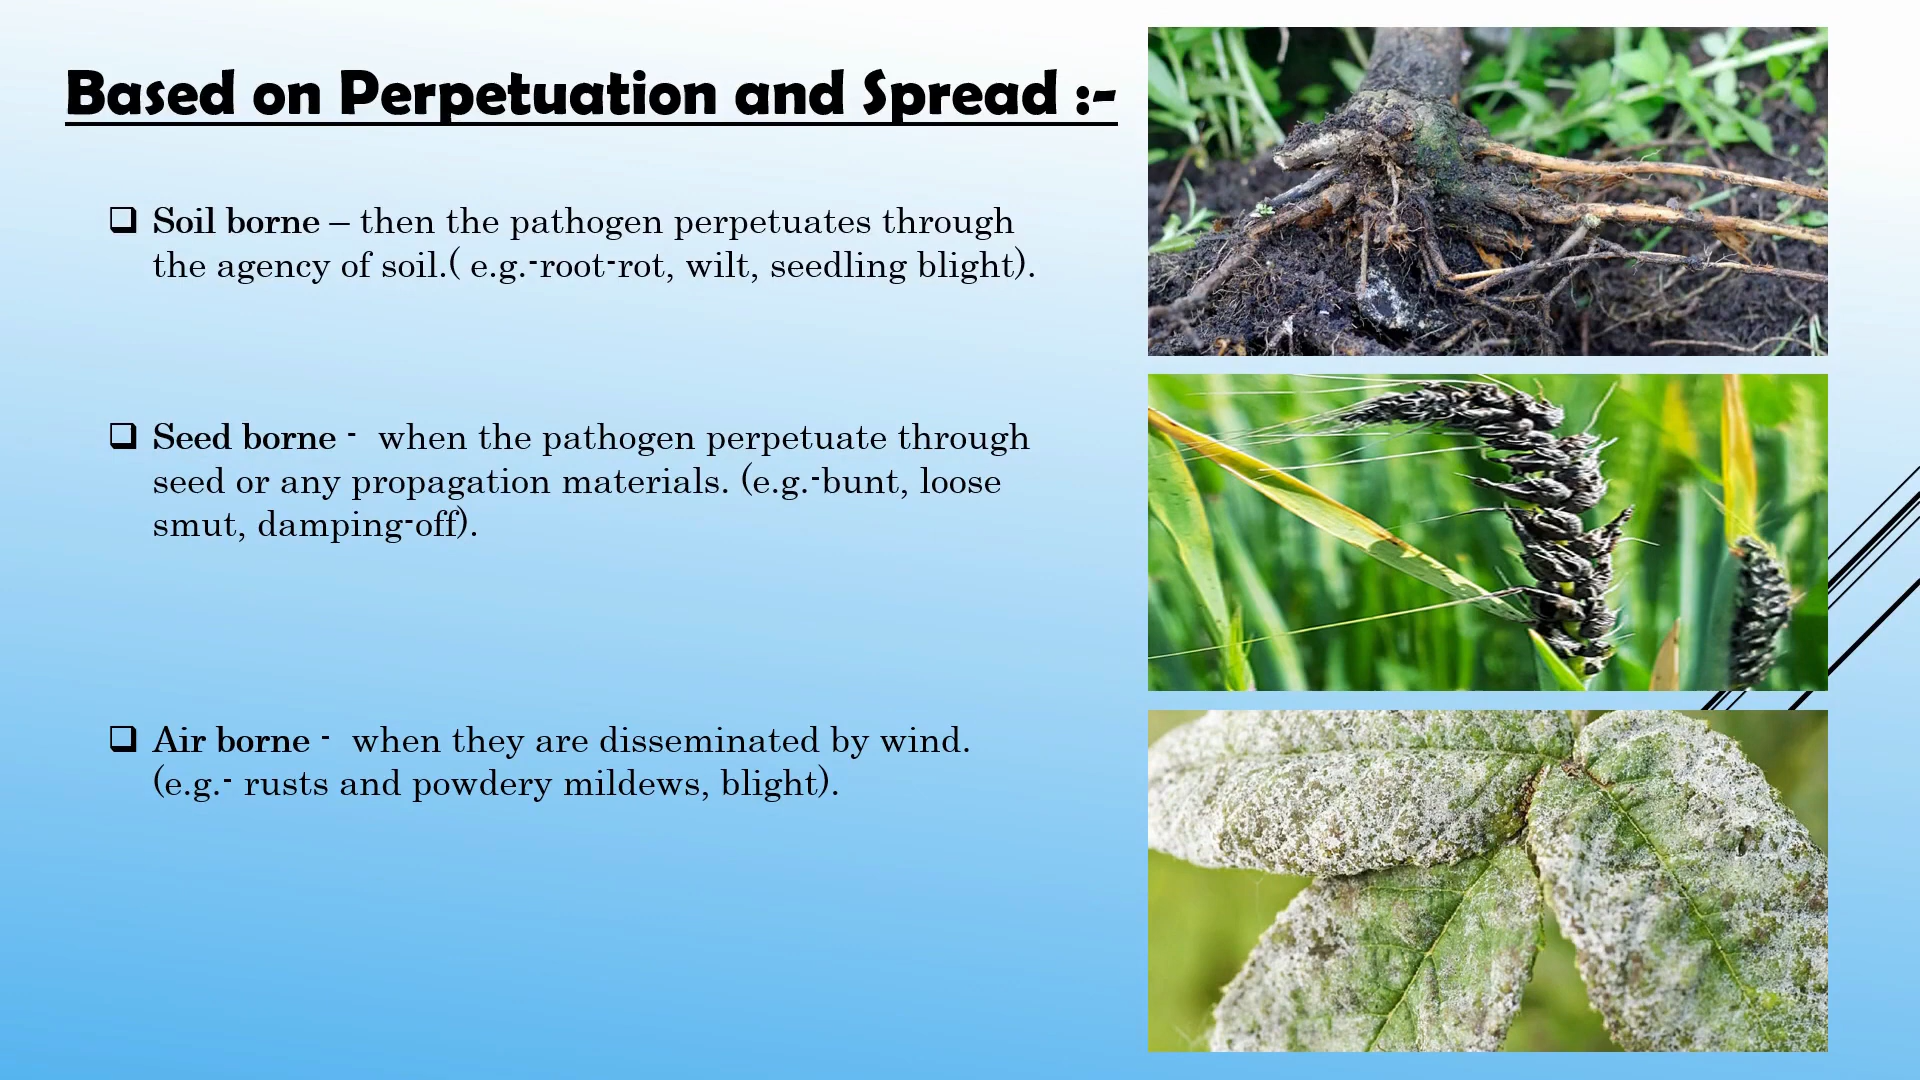 Based on Perpetuation and Spread :-
❑ Soil borne – then the pathogen perpetuates through
the agency of soil.( e.g.-root-rot, wilt, seedling blight).
❑ Seed borne -  when the pathogen perpetuate through
seed or any propagation materials. (e.g.-bunt, loose
smut, damping-off).
❑ Air borne -  when they are disseminated by wind.
(e.g.- rusts and powdery mildews, blight).